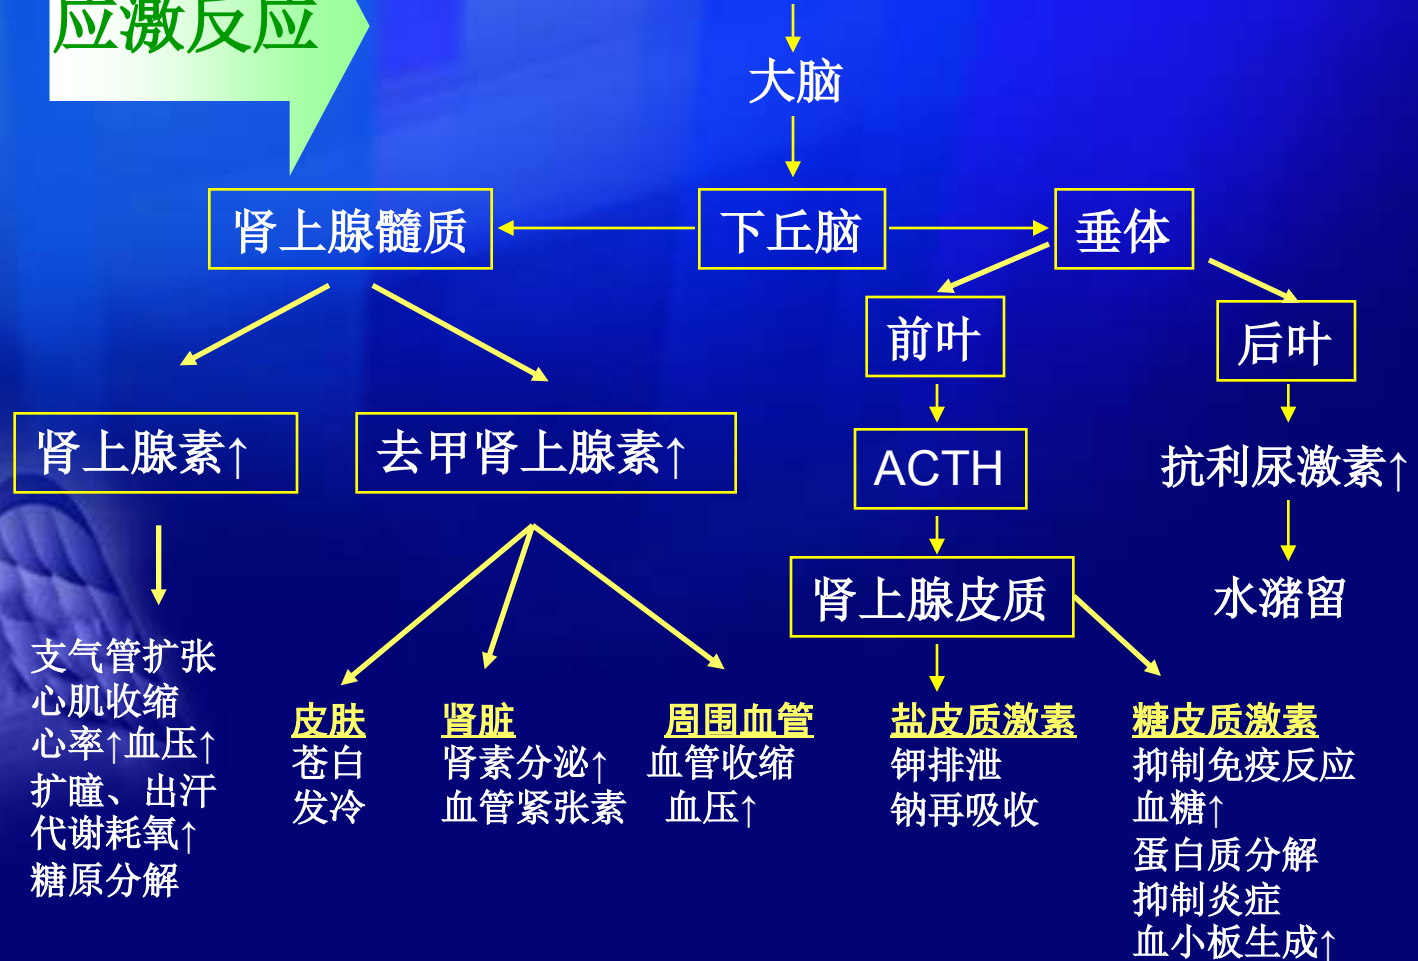 应激反应
大脑
肾上腺髓质
下丘脑
垂体
前叶
后叶
肾上腺素↑
去甲肾上腺素↑
ACTH
抗利尿激素↑
肾上腺皮质
水潴留
支气管扩张
心肌收缩
心率↑血压↑
扩瞳、出汗
代谢耗氧↑
糖原分解
皮肤
苍白
发冷
肾脏
肾素分泌↑
血管紧张素
周围血管
血管收缩
血压↑
盐皮质激素
钾排泄
钠再吸收
糖皮质激素
抑制免疫反应
血糖↑
蛋白质分解
抑制炎症
血小板生成↑